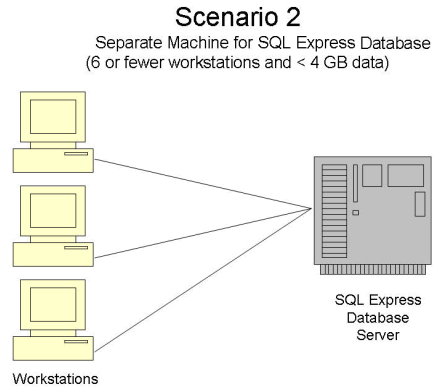 Scenario 2
Separate Machine for SQL Express Database
(6 or fewer workstations and < 4 GB data)
SQL Express
Database
Server
Workstations